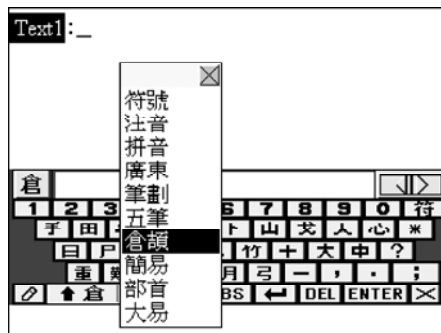 Text1:_
符號
注音
拼音
廣東
筆劃
五筆
倉頡
簡易
部首
大易
倉
1 2 3 6 7 8 9 0 符
手 田 卜 山 戈 人 心 *
日 尸 竹 十 大 中 ?
重 難 月 弓 一 , . ;
倉 BS DEL ENTER